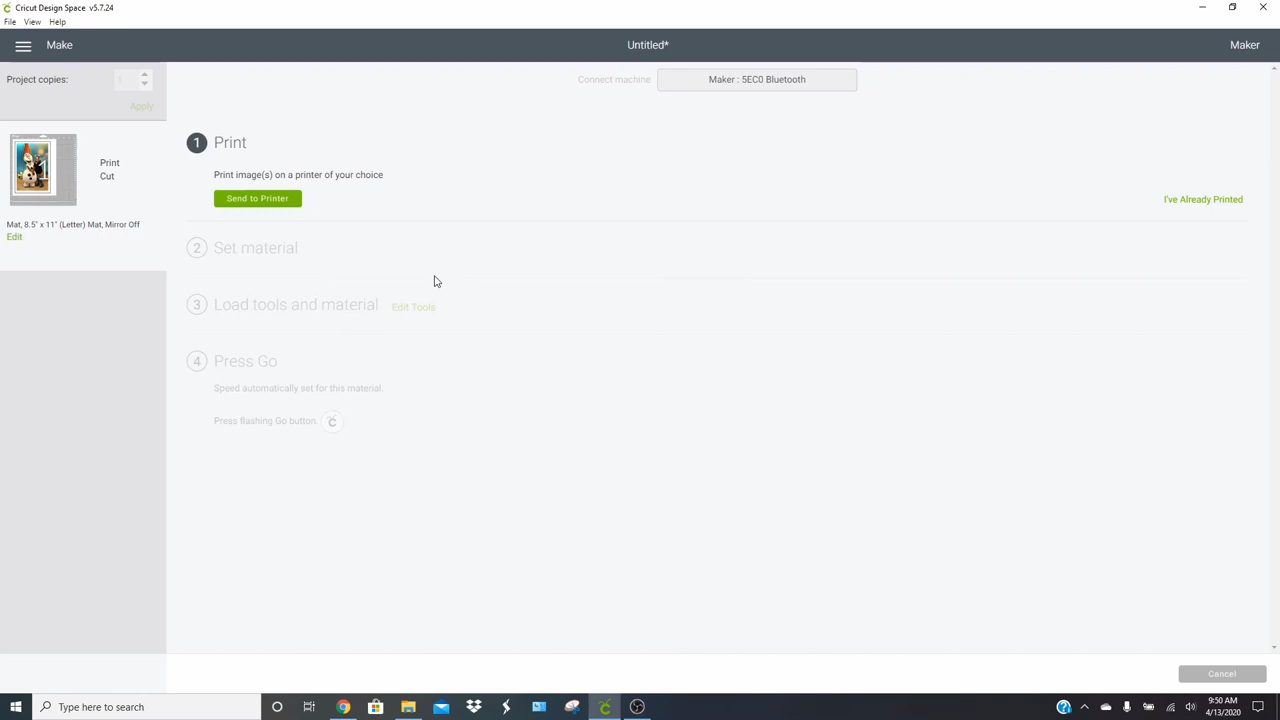 Cricut Design Space v5.7.24
File View Help
Make
Untitled*
Maker
Project copies:
Apply
Connect machine
Maker : 5EC0 Bluetooth
Print
Cut
Mat, 8.5" x 11" (Letter) Mat, Mirror Off
Edit
1 Print
Print image(s) on a printer of your choice
Send to Printer
I've Already Printed
2 Set material
3 Load tools and material Edit Tools
4 Press Go
Speed automatically set for this material.
Press flashing Go button.
Cancel
Type here to search
9:50 AM
4/13/2020